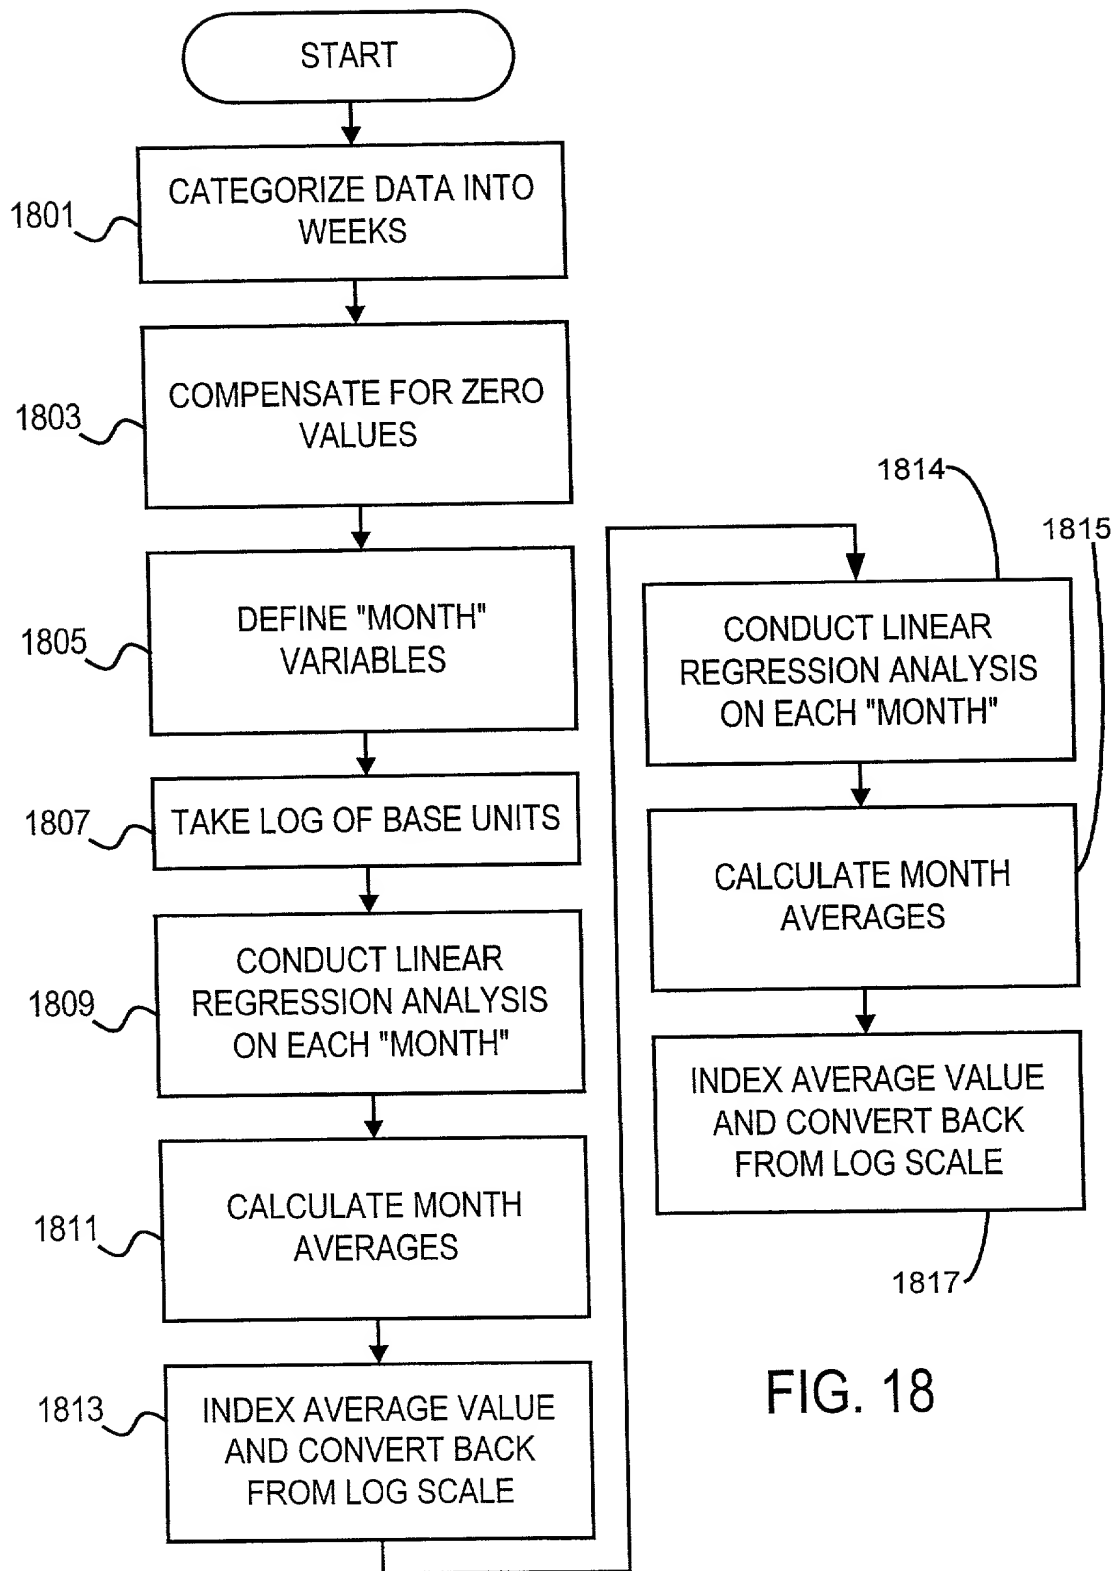 START
1801
CATEGORIZE DATA INTO
WEEKS
1803
COMPENSATE FOR ZERO
VALUES
1805
DEFINE "MONTH"
VARIABLES
1807
TAKE LOG OF BASE UNITS
1809
CONDUCT LINEAR
REGRESSION ANALYSIS
ON EACH "MONTH"
1811
CALCULATE MONTH
AVERAGES
1813
INDEX AVERAGE VALUE
AND CONVERT BACK
FROM LOG SCALE
1814
CONDUCT LINEAR
REGRESSION ANALYSIS
ON EACH "MONTH"
1815
CALCULATE MONTH
AVERAGES
INDEX AVERAGE VALUE
AND CONVERT BACK
FROM LOG SCALE
1817
FIG. 18